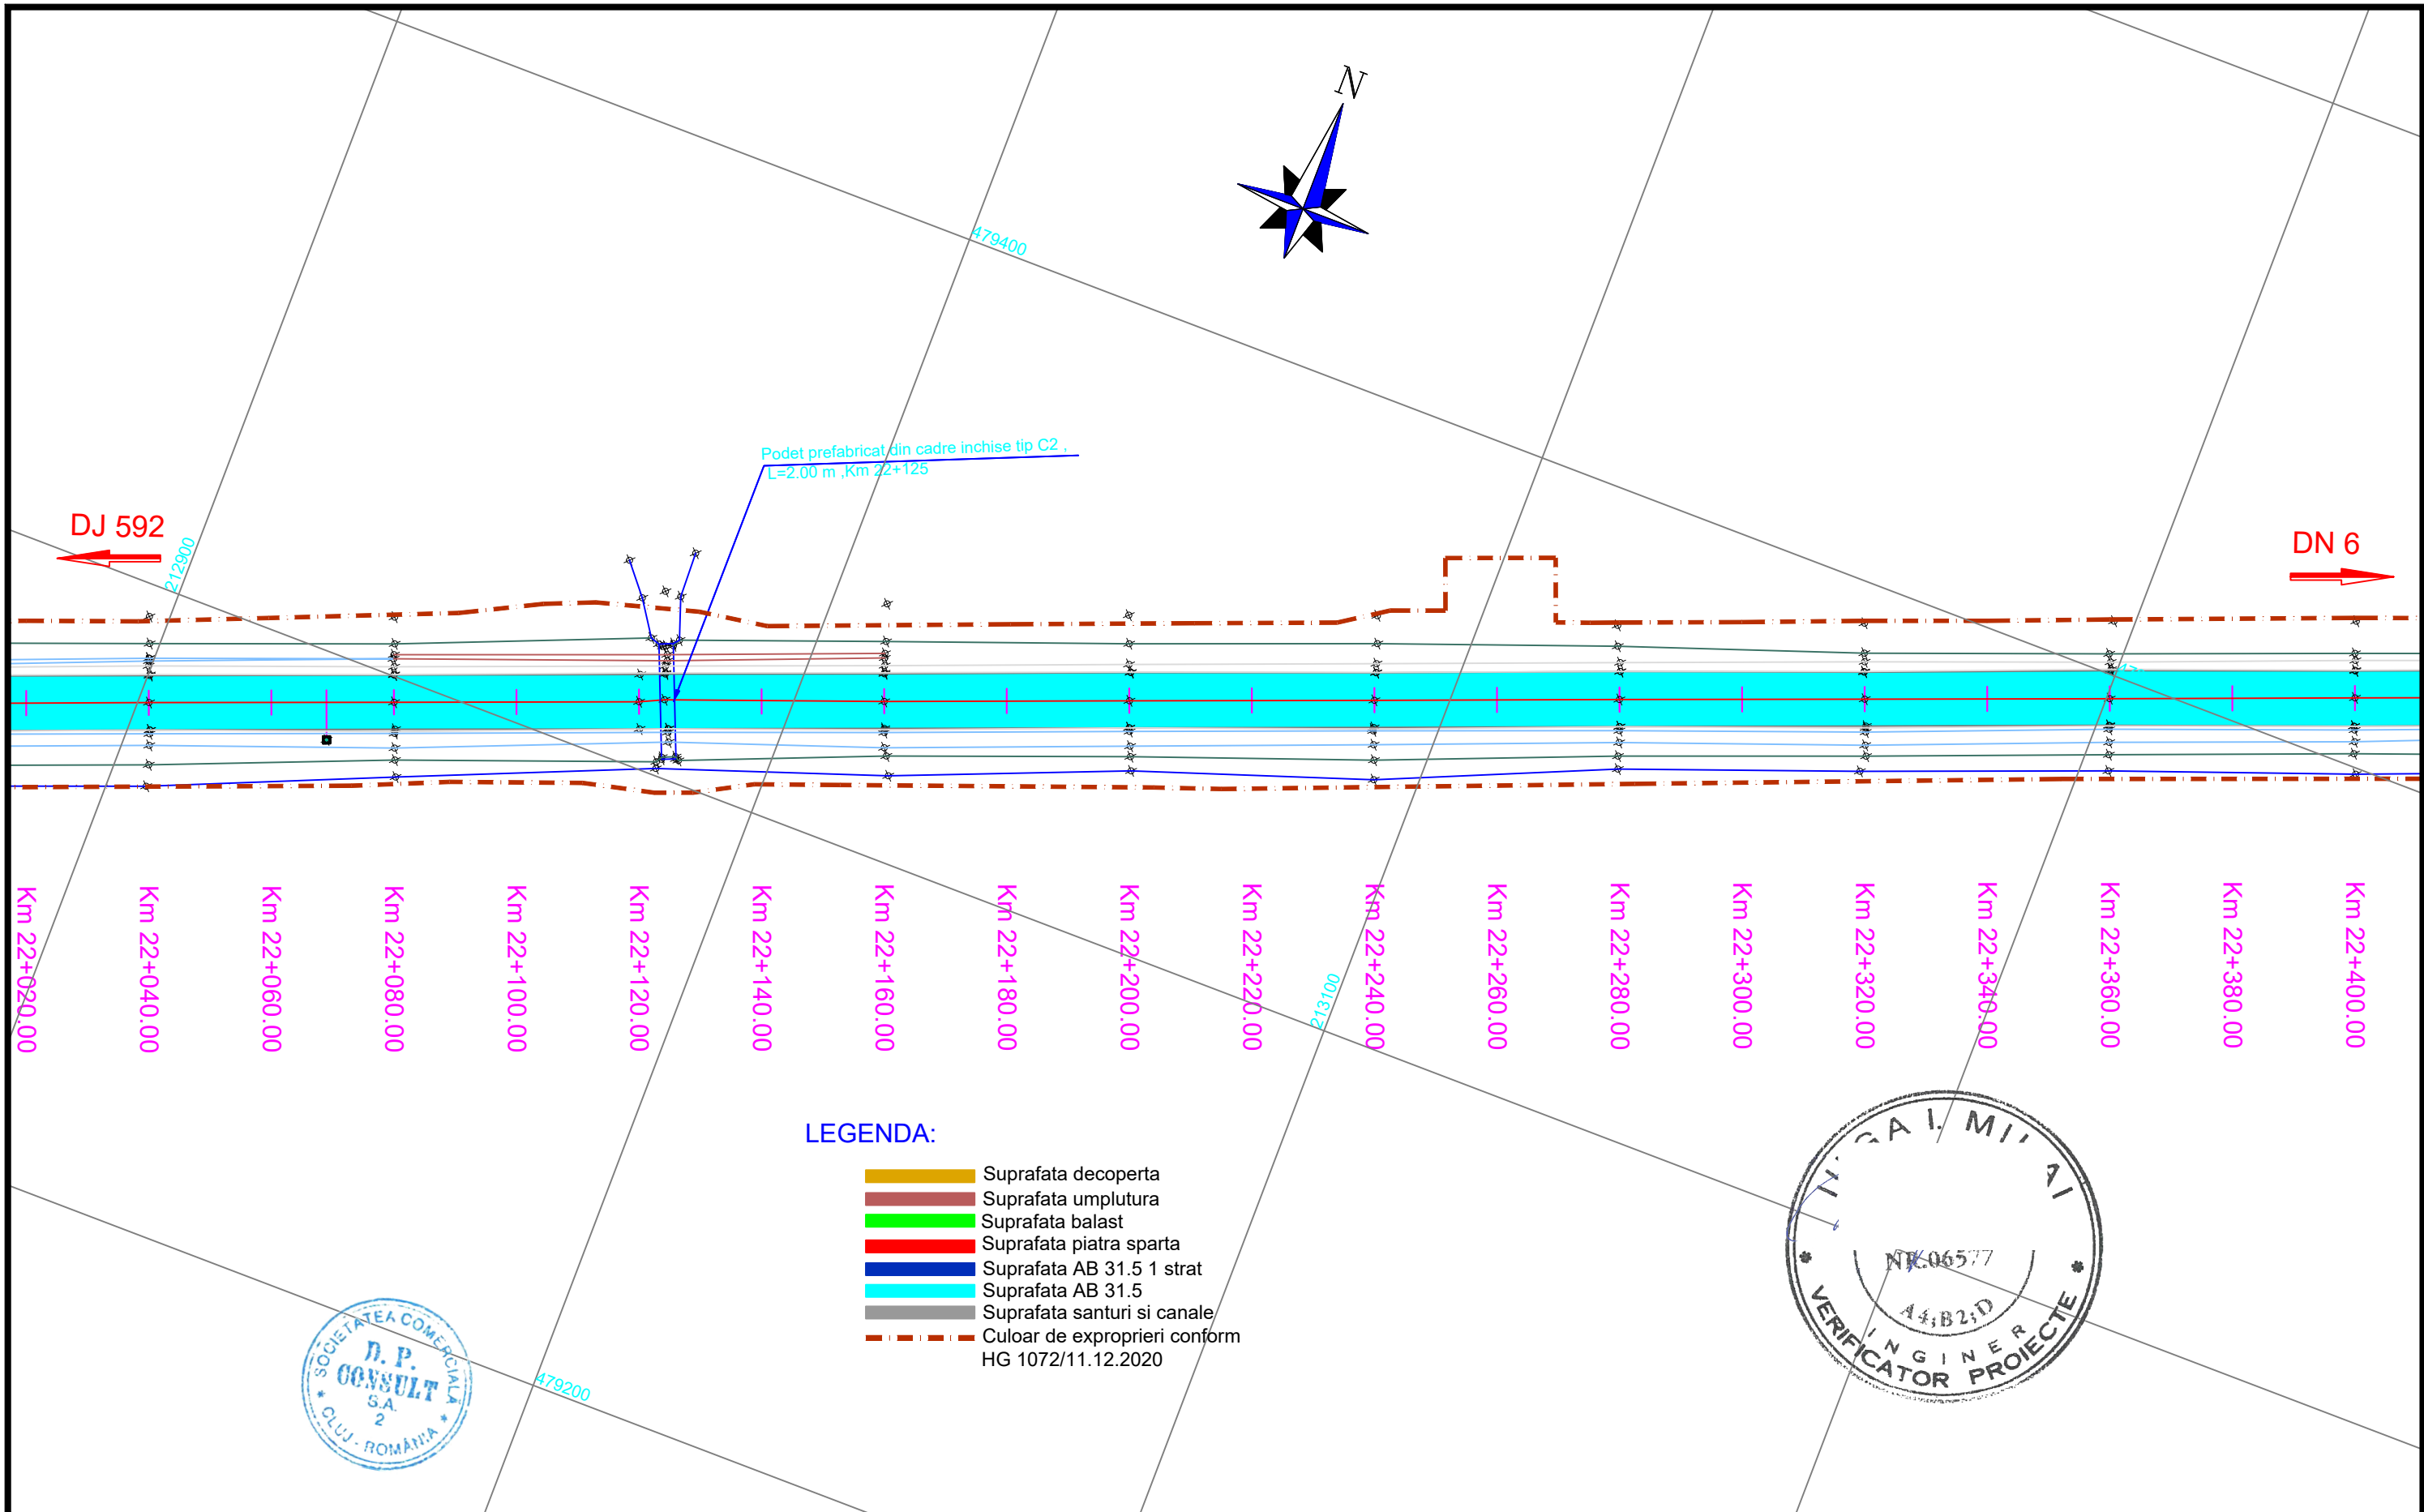 N
479400
Podet prefabricat din cadre inchise tip C2 ,
L=2.00 m ,Km 22+125
DJ 592
212900
DN 6
Km 22+020.00
Km 22+040.00
Km 22+060.00
Km 22+080.00
Km 22+100.00
Km 22+120.00
Km 22+140.00
Km 22+160.00
Km 22+180.00
Km 22+200.00
Km 22+220.00
Km 22+240.00
Km 22+260.00
Km 22+280.00
Km 22+300.00
Km 22+320.00
Km 22+340.00
Km 22+360.00
Km 22+380.00
Km 22+400.00
213100
LEGENDA:
Suprafata decoperta
Suprafata umplutura
Suprafata balast
Suprafata piatra sparta
Suprafata AB 31.5 1 strat
Suprafata AB 31.5
Suprafata santuri si canale
Culoar de exproprieri conform
HG 1072/11.12.2020
479200
SOCIETATEA COMERCIALĂ
D. P.
CONSULT
S.A.
2
* CLUJ - ROMÂNIA *
I.
NR.06577
A4;B2;D
INGINER
* VERIFICATOR PROIECTE *